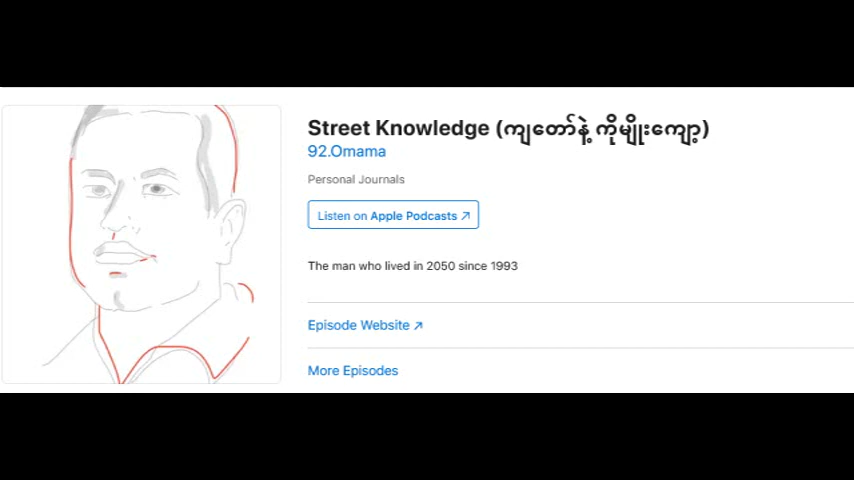 Street Knowledge (ကျတော်နဲ့ ကိုမျိုးကျော့)
92.Omama
Personal Journals
Listen on Apple Podcasts ↗
The man who lived in 2050 since 1993
Episode Website ↗
More Episodes